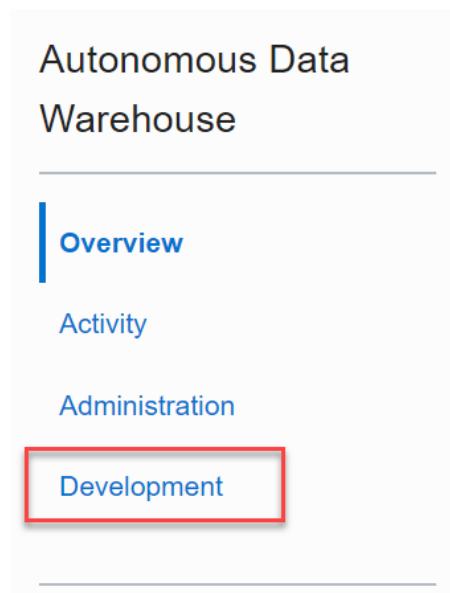 Autonomous Data
Warehouse
Overview
Activity
Administration
Development